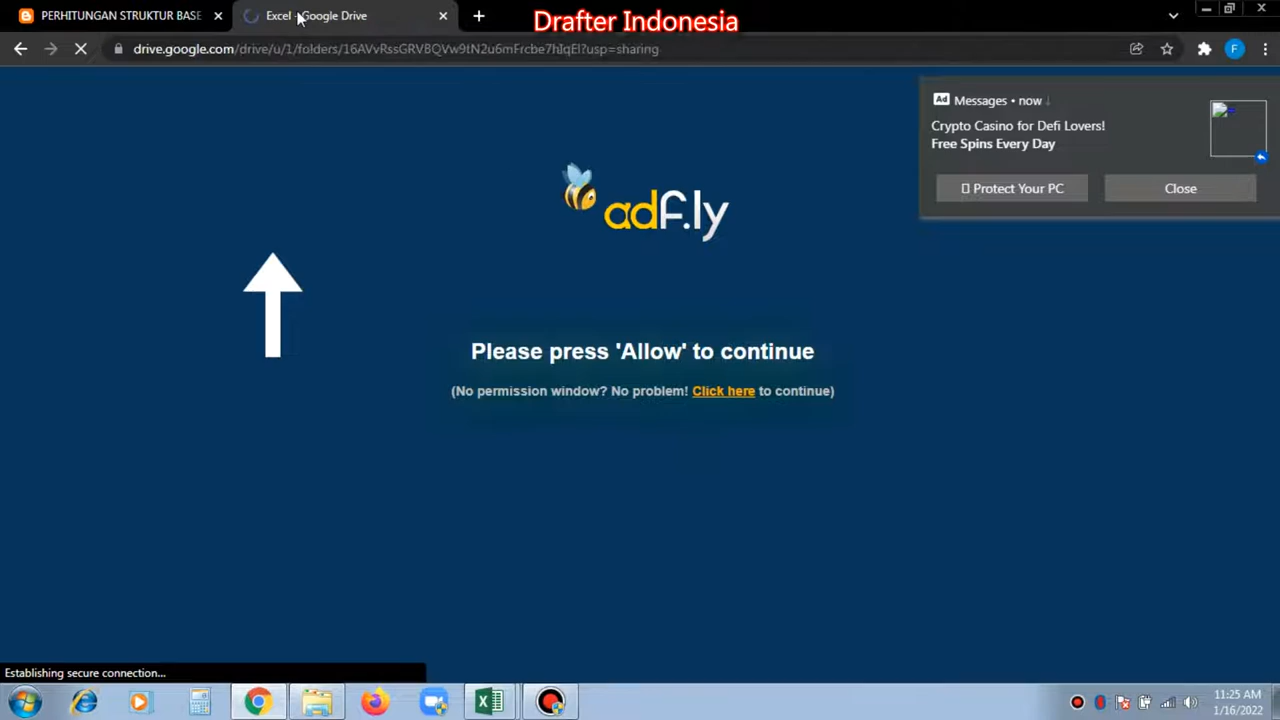 PERHITUNGAN STRUKTUR BASE
Excel - Google Drive
Drafter Indonesia
drive.google.com/drive/u/1/folders/16AVvRssGRVBQVw9tN2u6mFrcbe7hIqEl?usp=sharing
F
Ad Messages • now
Crypto Casino for Defi Lovers!
Free Spins Every Day
Protect Your PC
Close
adf.ly
Please press 'Allow' to continue
(No permission window? No problem! Click here to continue)
Establishing secure connection...
11:25 AM
1/16/2022